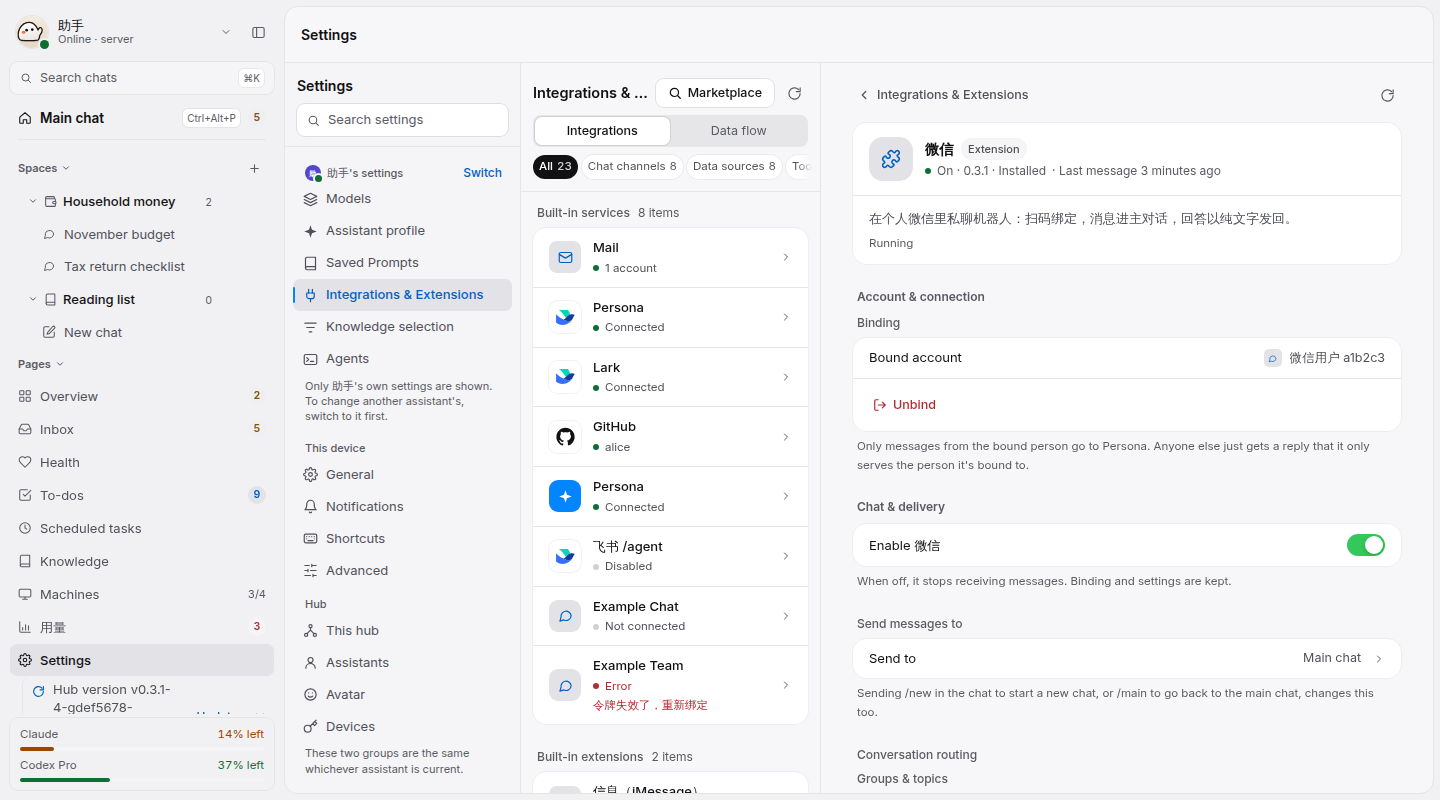 助手
Online · server
Search chats
⌘K
Main chat
Ctrl+Alt+P
5
Spaces
Household money
2
November budget
Tax return checklist
Reading list
0
New chat
Pages
Overview
2
Inbox
5
Health
To-dos
9
Scheduled tasks
Knowledge
Machines
3/4
用量
3
Settings
Hub version v0.3.1-
4-gdef5678-
Claude
14% left
Codex Pro
37% left
Settings
Settings
Search settings
助手's settings
Switch
Models
Assistant profile
Saved Prompts
Integrations & Extensions
Knowledge selection
Agents
Only 助手's own settings are shown.
To change another assistant's,
switch to it first.
This device
General
Notifications
Shortcuts
Advanced
Hub
This hub
Assistants
Avatar
Devices
These two groups are the same
whichever assistant is current.
Integrations & ...
Marketplace
Integrations
Data flow
All 23
Chat channels 8
Data sources 8
Built-in services 8 items
Mail
1 account
Persona
Connected
Lark
Connected
GitHub
alice
Persona
Connected
飞书 /agent
Disabled
Example Chat
Not connected
Example Team
Error
令牌失效了，重新绑定
Built-in extensions 2 items
信息（iMessage）
Integrations & Extensions
微信
Extension
On · 0.3.1 · Installed · Last message 3 minutes ago
在个人微信里私聊机器人：扫码绑定，消息进主对话，回答以纯文字发回。
Running
Account & connection
Binding
Bound account
微信用户 a1b2c3
Unbind
Only messages from the bound person go to Persona. Anyone else just gets a reply that it only
serves the person it's bound to.
Chat & delivery
Enable 微信
When off, it stops receiving messages. Binding and settings are kept.
Send messages to
Send to
Main chat
Sending /new in the chat to start a new chat, or /main to go back to the main chat, changes this
too.
Conversation routing
Groups & topics